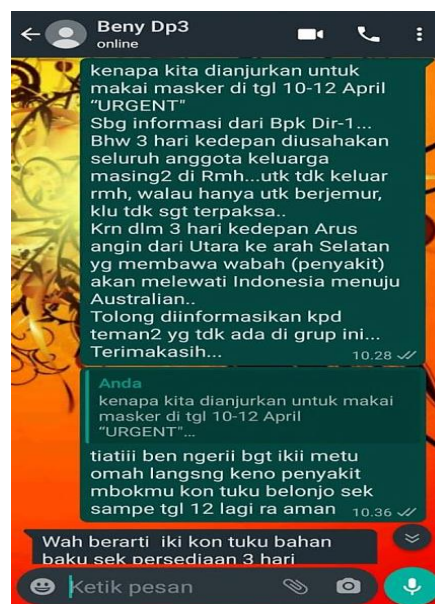 Beny Dp3
online
kenapa kita dianjurkan untuk
makai masker di tgl 10-12 April
“URGENT"
Sbg informasi dari Bpk Dir-1...
Bhw 3 hari kedepan diusahakan
seluruh anggota keluarga
masing2 di Rmh...utk tdk keluar
rmh, walau hanya utk berjemur,
klu tdk sgt terpaksa..
Krn dlm 3 hari kedepan Arus
angin dari Utara ke arah Selatan
yg membawa wabah (penyakit)
akan melewati Indonesia menuju
Australian..
Tolong diinformasikan kpd
teman2 yg tdk ada di grup ini...
Terimakasih...
10.28
Anda
kenapa kita dianjurkan untuk makai
masker di tgl 10-12 April
“URGENT"...
tiatiii ben ngerii bgt ikii metu
omah langsng keno penyakit
mbokmu kon tuku belonjo sek
sampe tgl 12 lagi ra aman
10.36
Wah berarti iki kon tuku bahan
baku sek persediaan 3 hari
Ketik pesan